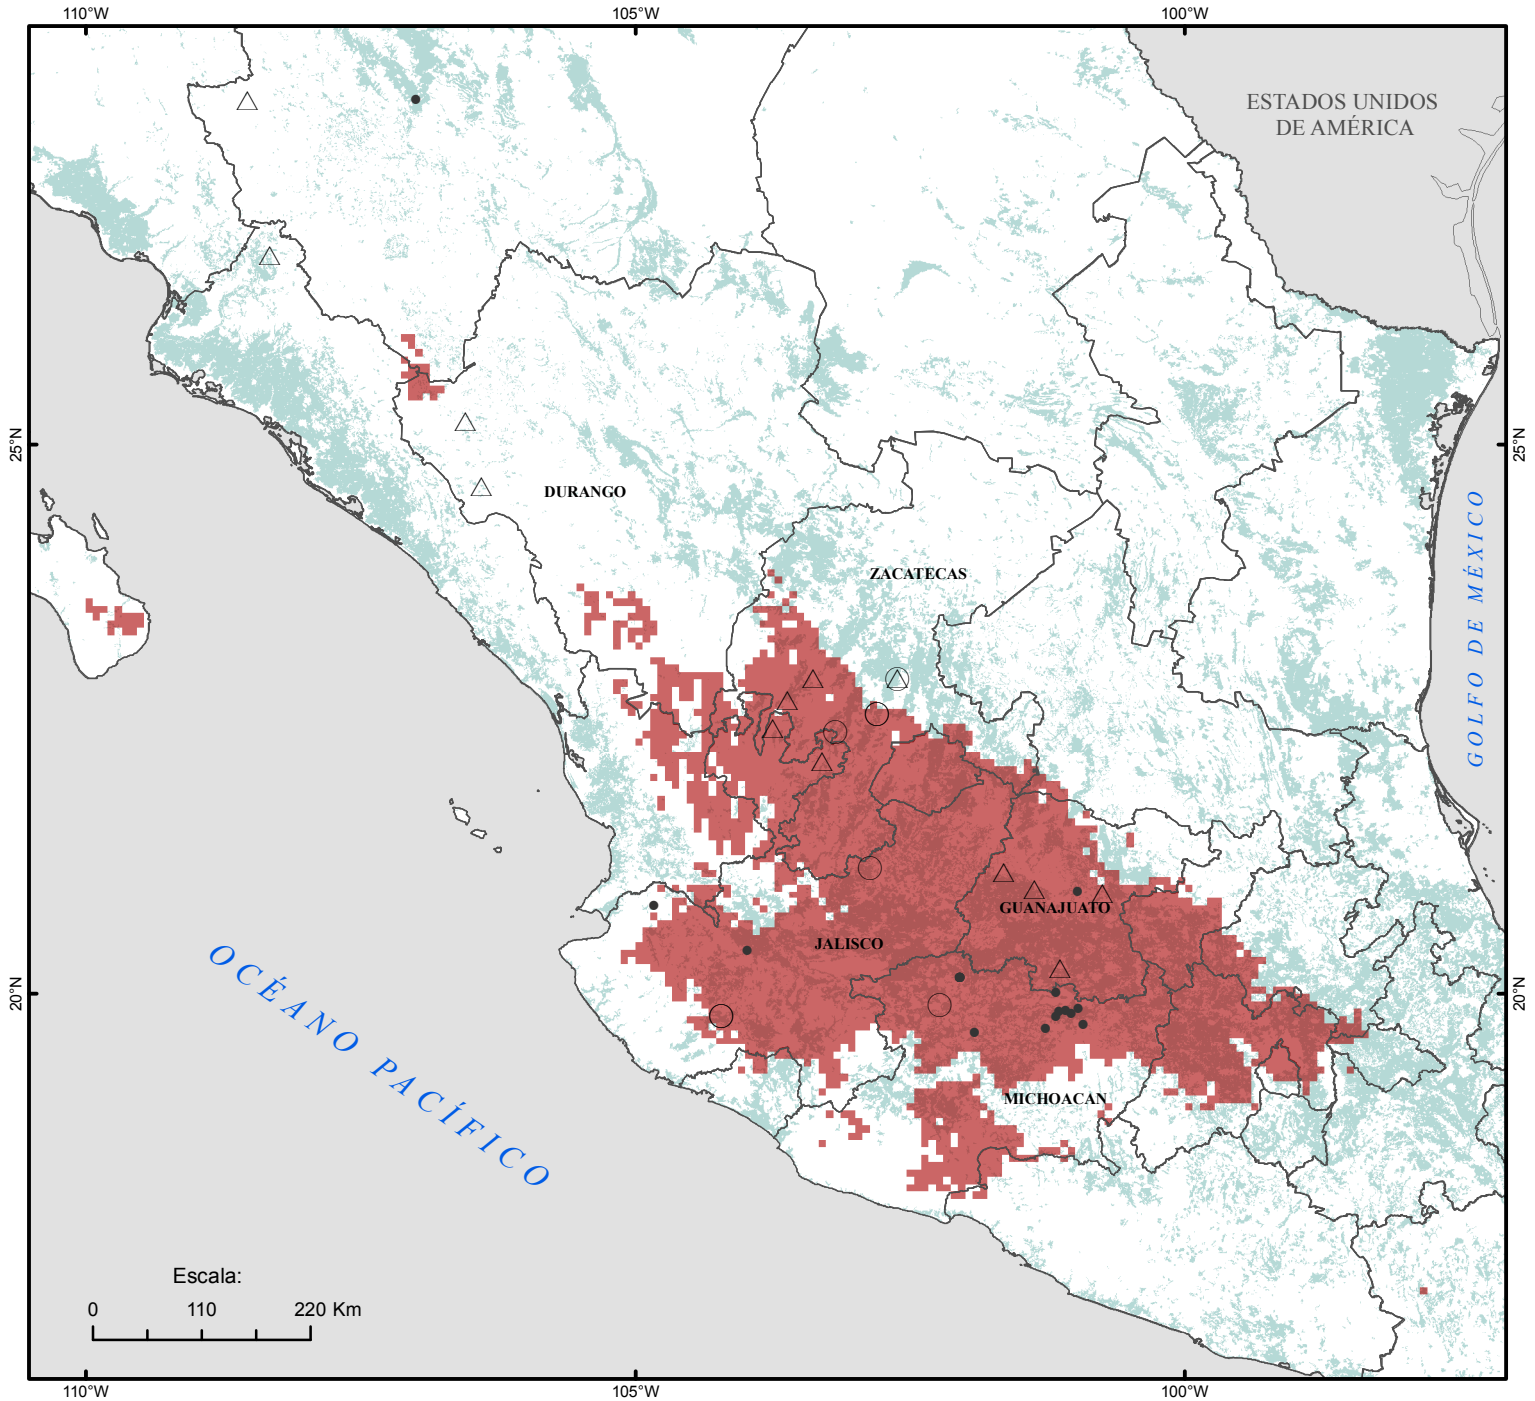 110°W
105°W
100°W
ESTADOS UNIDOS
DE AMÉRICA
25°N
25°N
DURANGO
ZACATECAS
GOLFO DE MÉXICO
GUANAJUATO
JALISCO
OCÉANO PACÍFICO
20°N
20°N
MICHOACAN
Escala:
0 110 220 Km
110°W
105°W
100°W